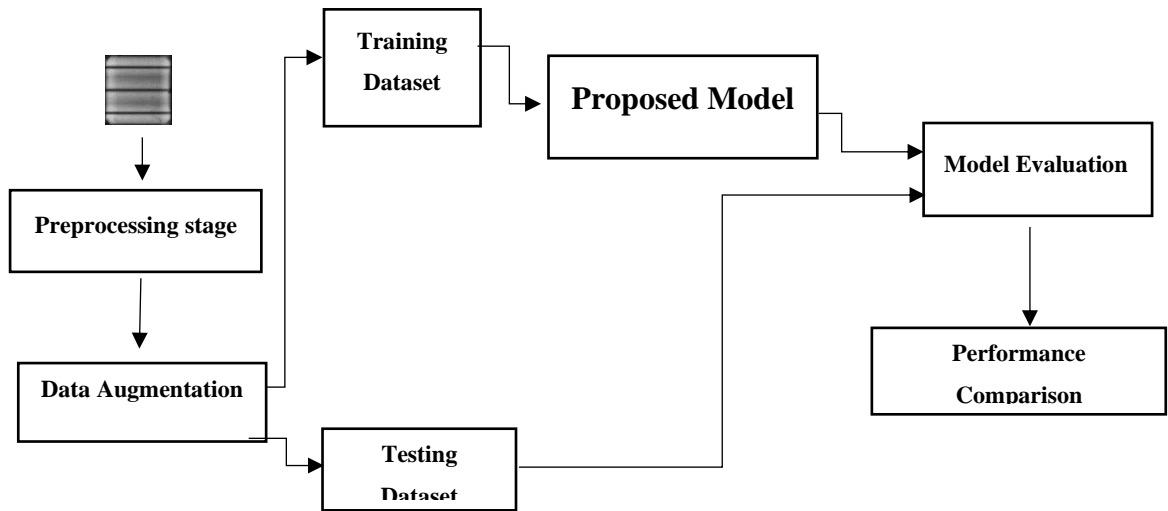 Training
Dataset
Proposed Model
Model Evaluation
Preprocessing stage
Performance
Comparison
Data Augmentation
Testing
Dataset